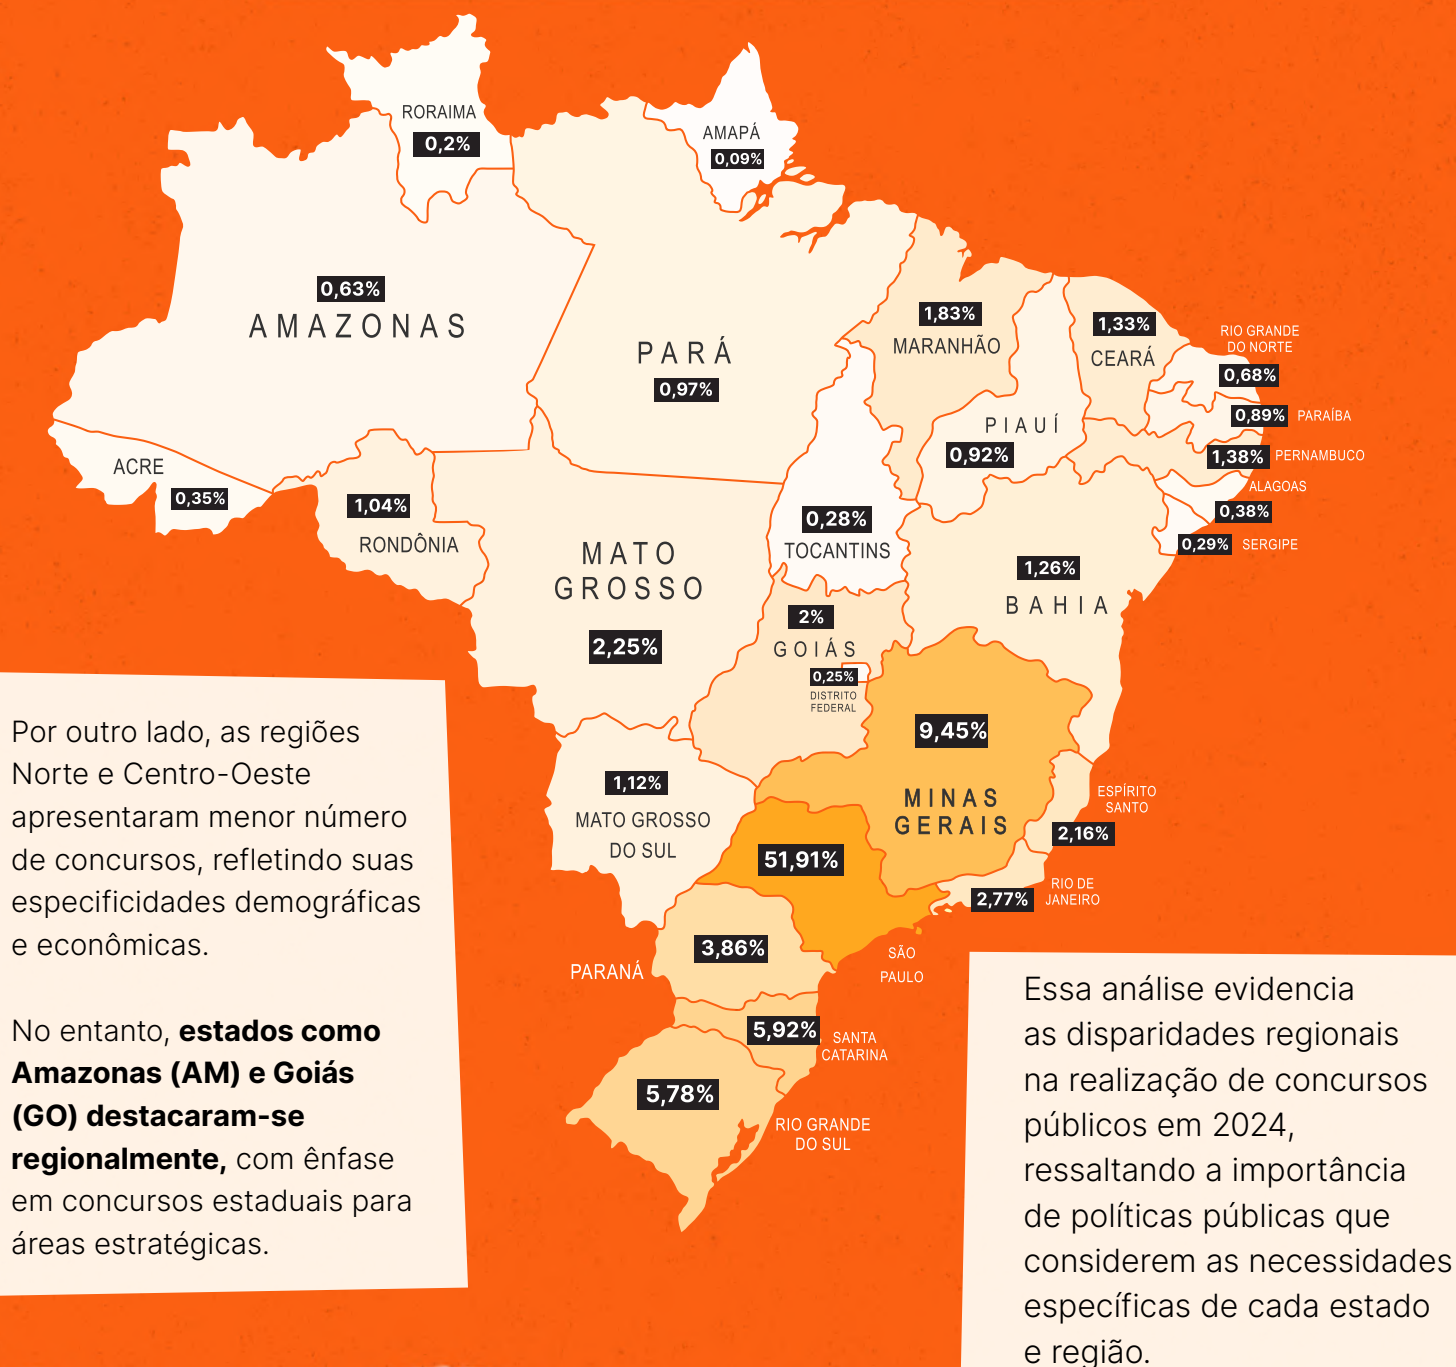 RORAIMA
0,2%
AMAPÁ
0,09%
0,63%
AMAZONAS
PARÁ
0,97%
1,83%
MARANHÃO
1,33%
CEARÁ
RIO GRANDE
DO NORTE
0,68%
0,89% PARAÍBA
PIAUÍ
0,92%
1,38% PERNAMBUCO
ALAGOAS
0,38%
0,29% SERGIPE
ACRE
0,35%
1,04%
RONDÔNIA
0,28%
TOCANTINS
MATO
GROSSO
2,25%
1,26%
BAHIA
2%
GOIÁS
0,25%
DISTRITO
FEDERAL
9,45%
MINAS
GERAIS
1,12%
MATO GROSSO
DO SUL
ESPÍRITO
SANTO
2,16%
51,91%
RIO DE
JANEIRO
2,77%
3,86%
PARANÁ
SÃO
PAULO
5,92%
SANTA
CATARINA
5,78%
RIO GRANDE
DO SUL
Por outro lado, as regiões
Norte e Centro-Oeste
apresentaram menor número
de concursos, refletindo suas
especificidades demográficas
e econômicas.
No entanto, estados como
Amazonas (AM) e Goiás
(GO) destacaram-se
regionalmente, com ênfase
em concursos estaduais para
áreas estratégicas.
Essa análise evidencia
as disparidades regionais
na realização de concursos
públicos em 2024,
ressaltando a importância
de políticas públicas que
considerem as necessidades
específicas de cada estado
e região.